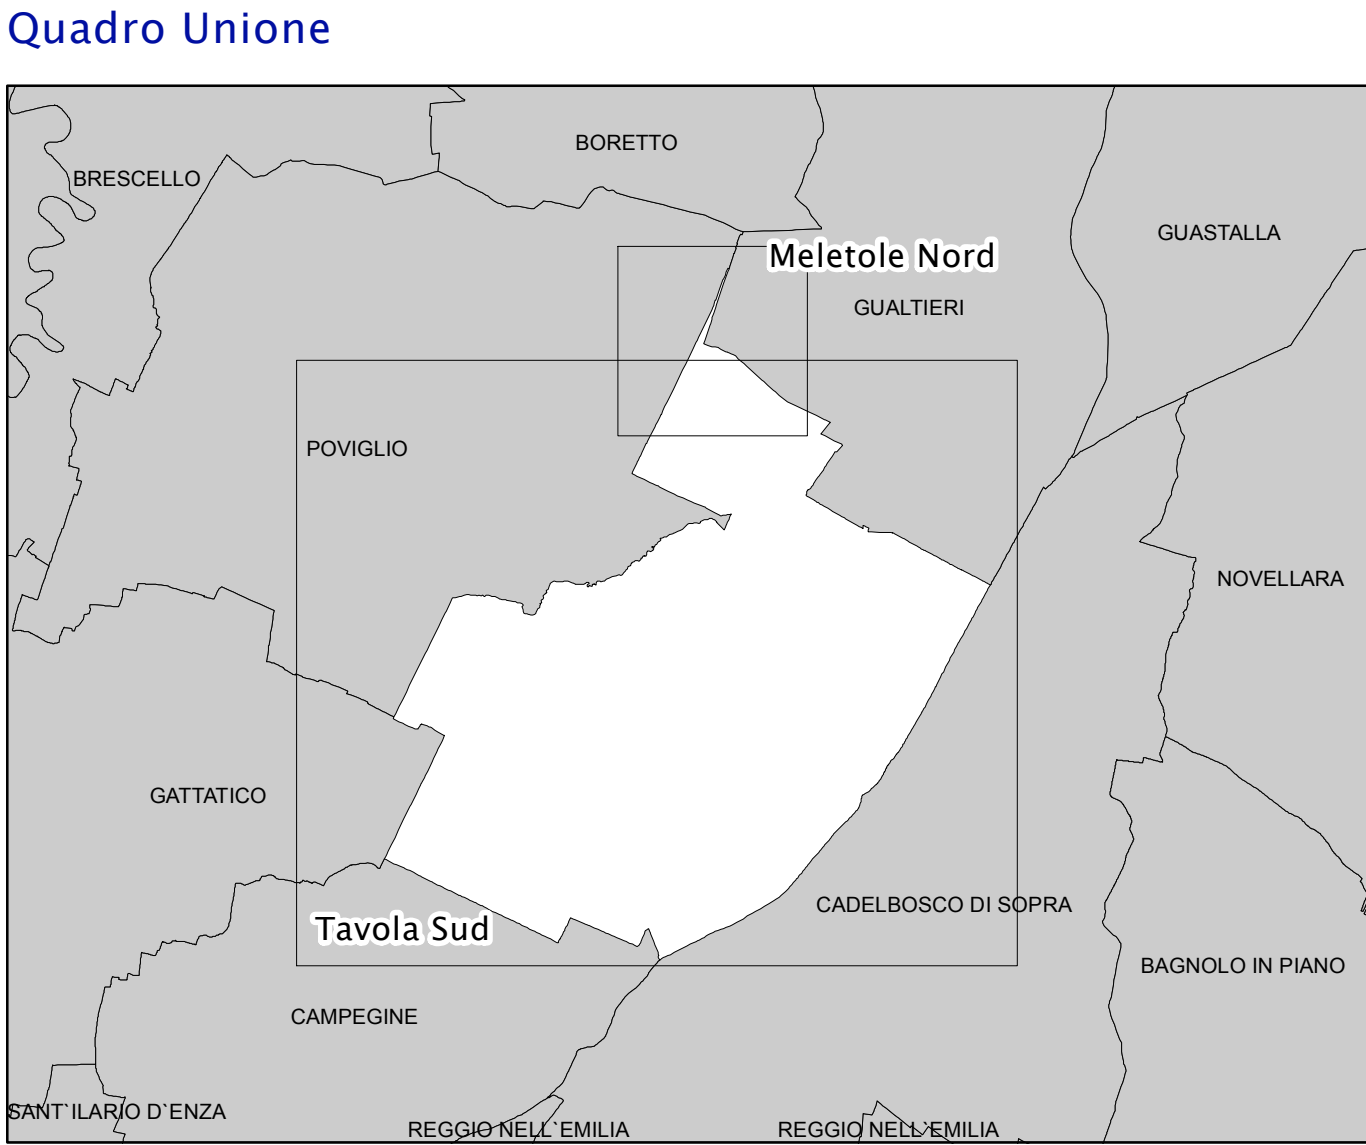 Quadro Unione
BORETTO
BRESCELLO
GUASTALLA
Meletole Nord
GUALTIERI
POVIGLIO
NOVELLARA
GATTATICO
CADELBOSCO DI SOPRA
Tavola Sud
BAGNOLO IN PIANO
CAMPEGINE
SANT`ILARIO D`ENZA
REGGIO NELL`EMILIA
REGGIO NELL`EMILIA